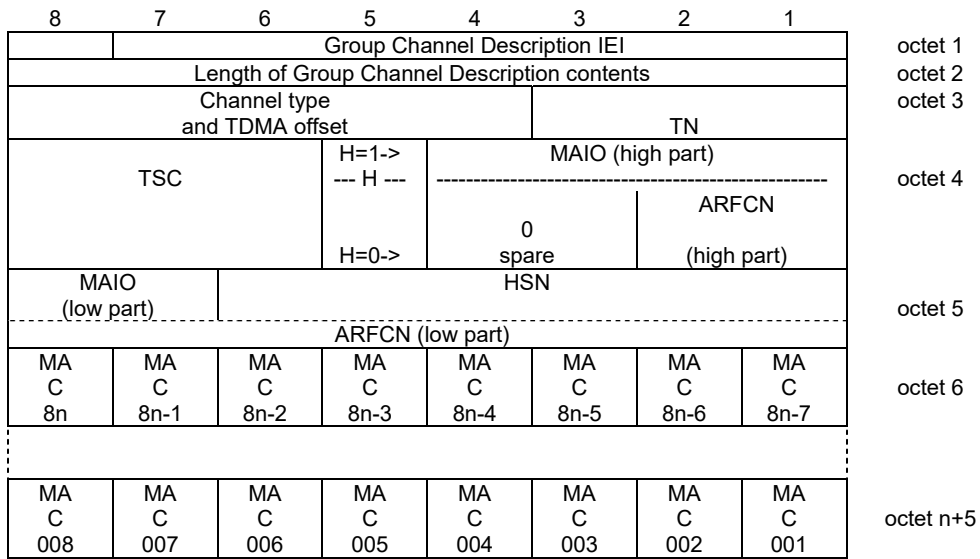 8 7 6 5 4 3 2 1
Group Channel Description IEI octet 1
Length of Group Channel Description contents octet 2
Channel type octet 3
and TDMA offset TN
H=1-> MAIO (high part)
TSC --- H --- ------------------------------------------------------- octet 4
ARFCN
0
H=0-> spare (high part)
MAIO HSN
(low part) octet 5
ARFCN (low part)
MA MA MA MA MA MA MA MA
C C C C C C C C octet 6
8n 8n-1 8n-2 8n-3 8n-4 8n-5 8n-6 8n-7
MA MA MA MA MA MA MA MA
C C C C C C C C octet n+5
008 007 006 005 004 003 002 001